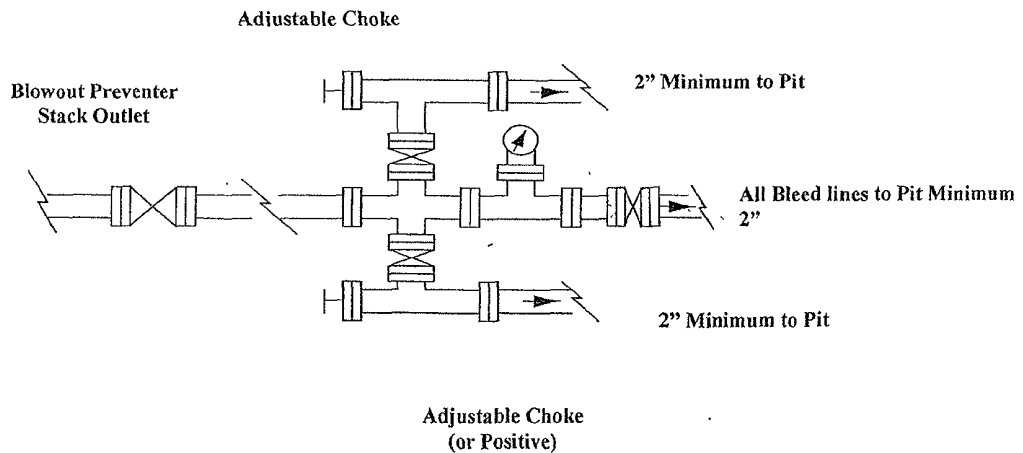 Adjustable Choke
Blowout Preventer
Stack Outlet
2” Minimum to Pit
All Bleed lines to Pit Minimum
2”
2” Minimum to Pit
Adjustable Choke
(or Positive)